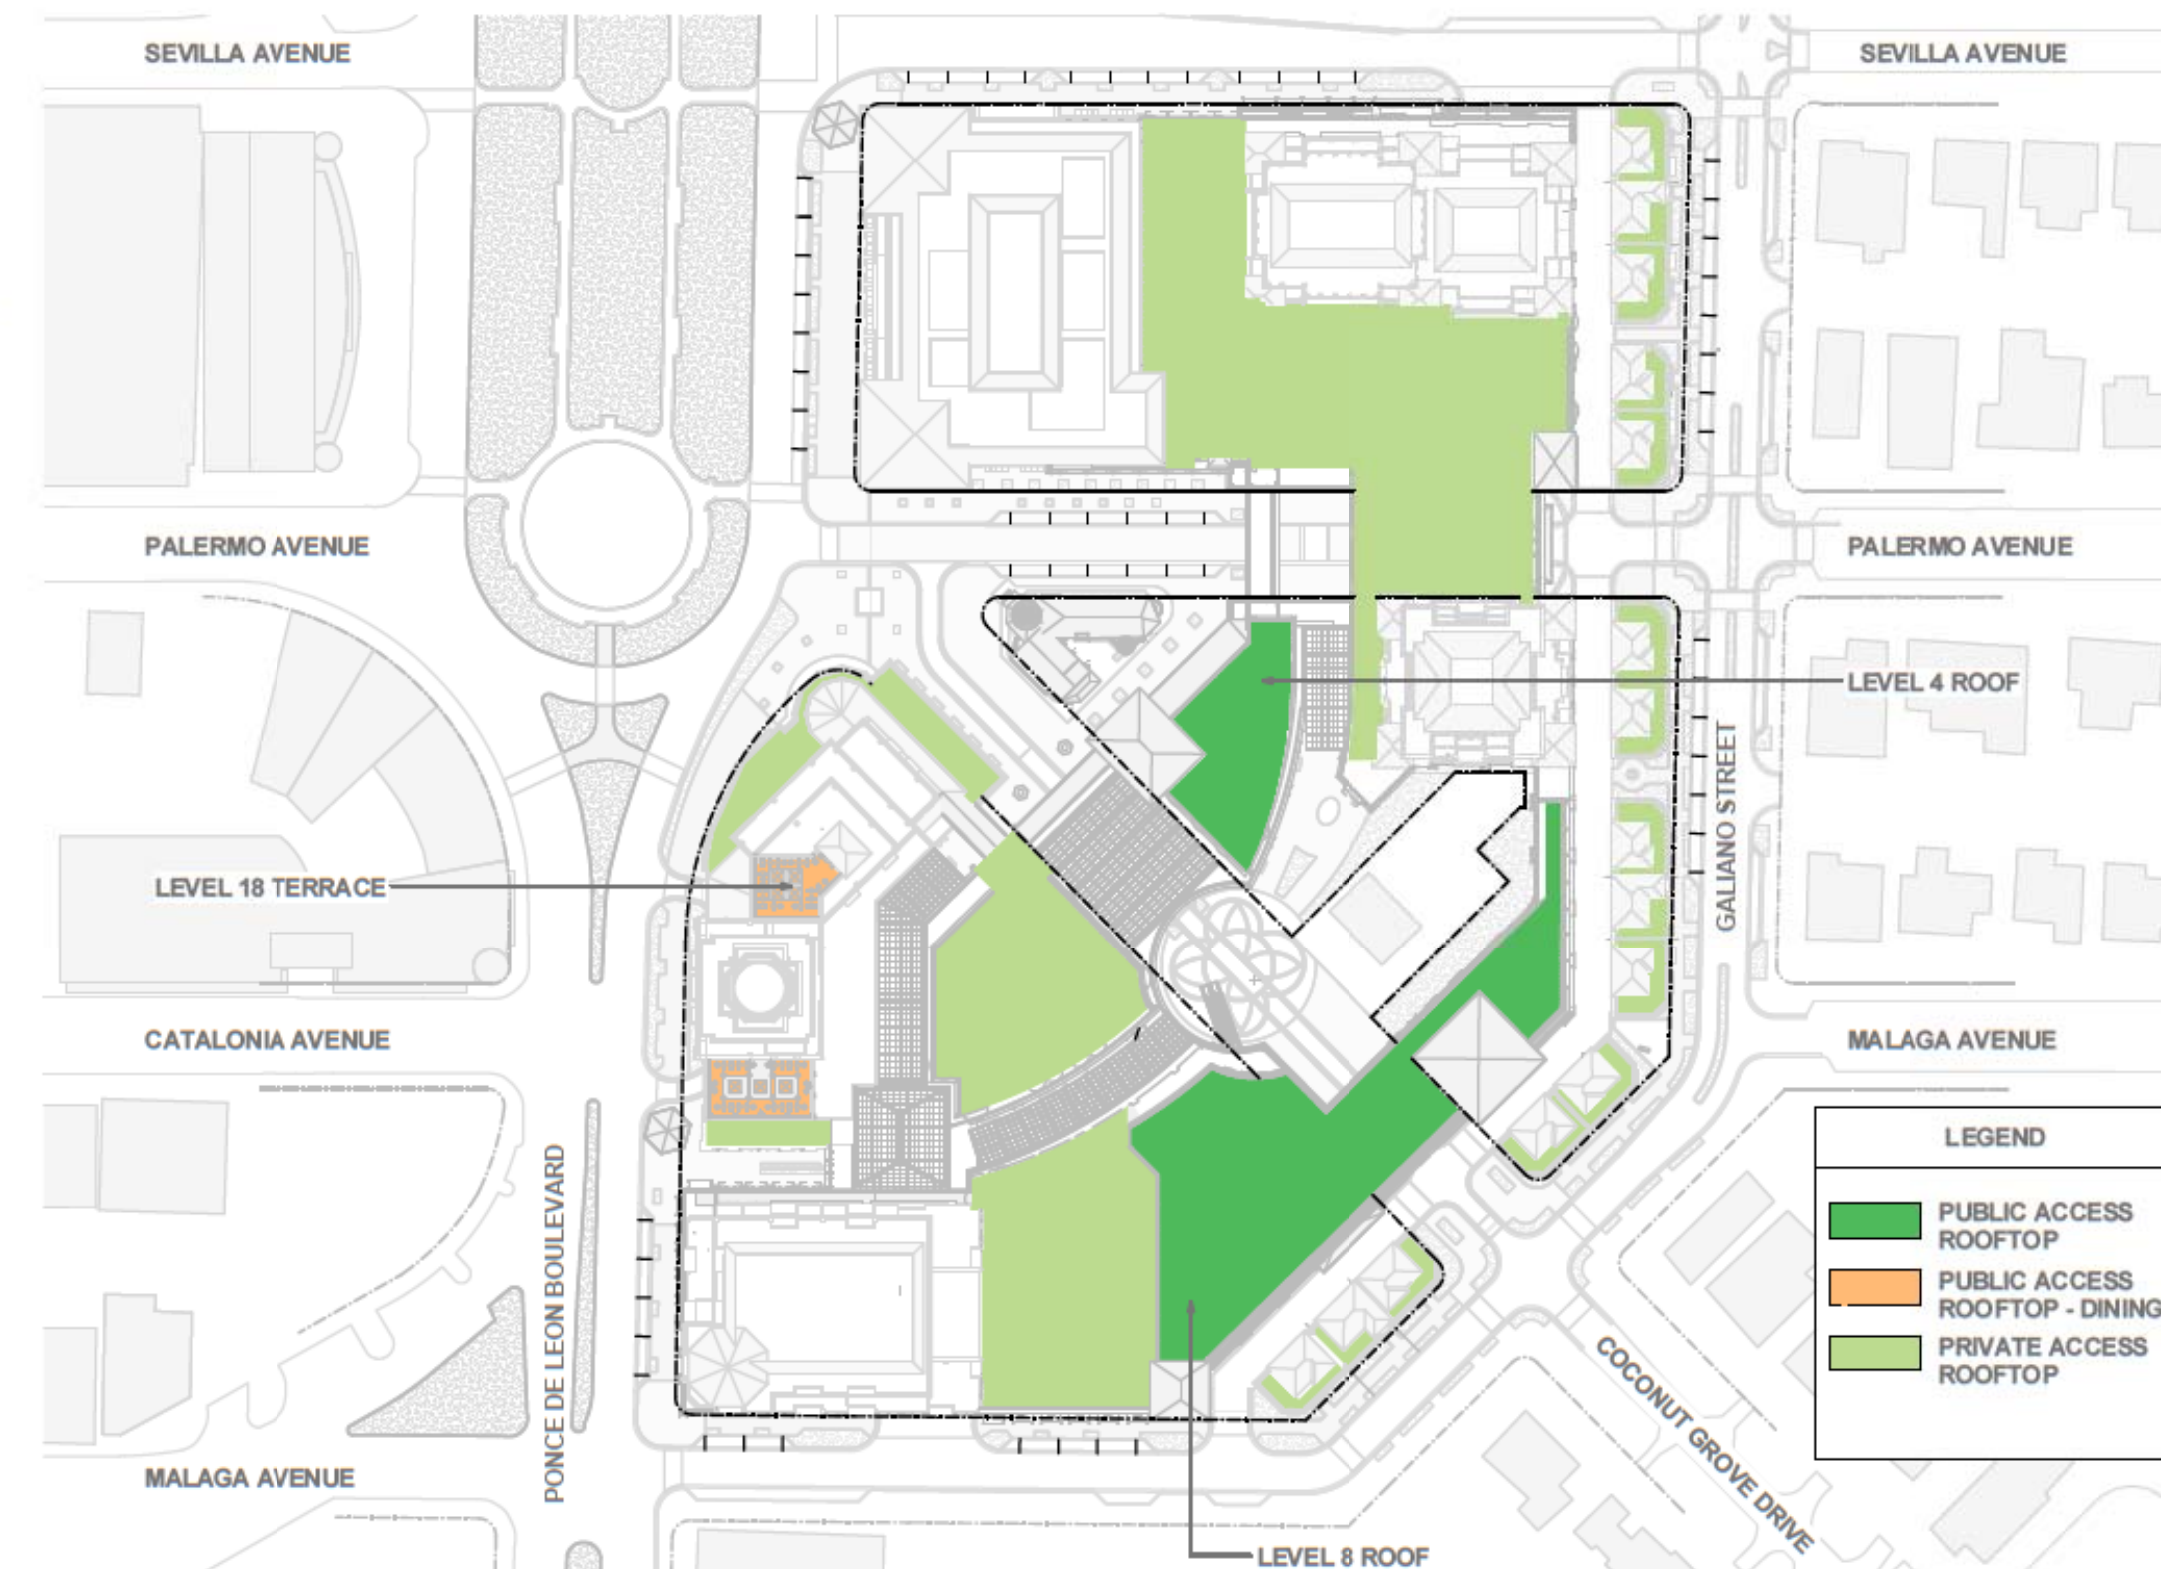 SEVILLA AVENUE
SEVILLA AVENUE
PALERMO AVENUE
PALERMO AVENUE
LEVEL 4 ROOF
GALIANO STREET
LEVEL 18 TERRACE
CATALONIA AVENUE
MALAGA AVENUE
LEGEND
PUBLIC ACCESS
ROOFTOP
PUBLIC ACCESS
ROOFTOP - DINING
PRIVATE ACCESS
ROOFTOP
PONCE DE LEON BOULEVARD
COCONUT GROVE DRIVE
MALAGA AVENUE
LEVEL 8 ROOF